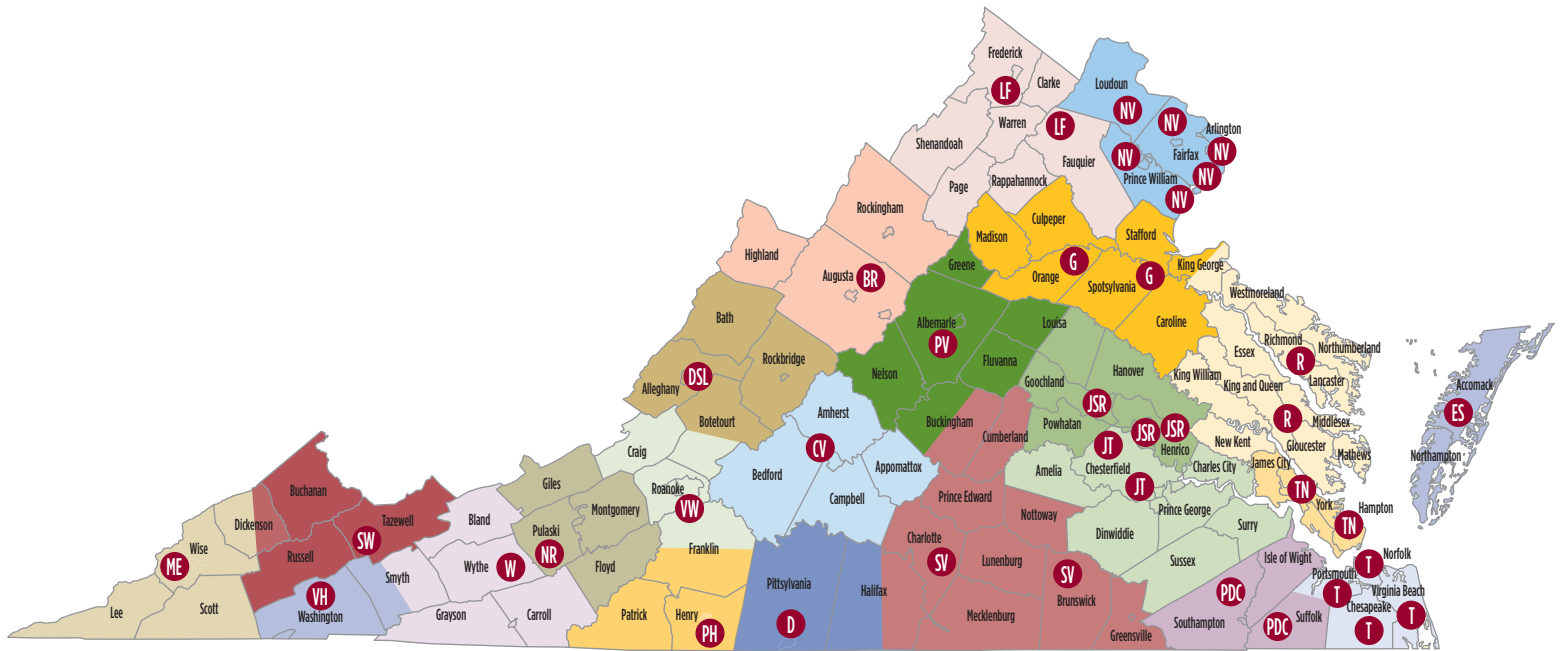 Frederick
Clarke
LF
Loudoun
NV
Warren
LF
NV
Arlington
Shenandoah
Fauquier
NV
Fairfax
NV
Page
Rappahannock
Prince William
NV
NV
Rockingham
Culpeper
Madison
Stafford
Highland
Greene
G
King George
Augusta
BR
Orange
Spotsylvania
G
Westmoreland
Bath
Albemarle
Louisa
Caroline
Richmond
Northumberland
PV
Essex
R
Rockbridge
Fluvanna
Hanover
DSL
Nelson
King William
Alleghany
Goochland
King and Queen
Lancaster
Accomack
JSR
Amherst
Botetourt
Buckingham
Powhatan
R
Middlesex
ES
Cumberland
JSR
JSR
CV
JT
Henrico
New Kent
Gloucester
Craig
Mathews
Northampton
Bedford
Appomattox
Amelia
Chesterfield
Charles City
James City
Giles
Roanoke
JT
TN
Buchanan
Campbell
Prince Edward
York
Montgomery
VW
Nottoway
Prince George
Hampton
Dickenson
Tazewell
Bland
Surry
TN
Pulaski
Dinwiddie
Wise
SW
Charlotte
Franklin
Isle of Wight
Norfolk
Russell
NR
SV
Lunenburg
Sussex
T
ME
Wythe
W
Floyd
SV
Portsmouth
Smyth
Pittsylvania
Halifax
Brunswick
PDC
T
Virginia Beach
VH
Lee
Scott
Washington
Grayson
Carroll
Patrick
Henry
Mecklenburg
Southampton
Suffolk
Chesapeake
T
PH
D
Greensville
PDC
T